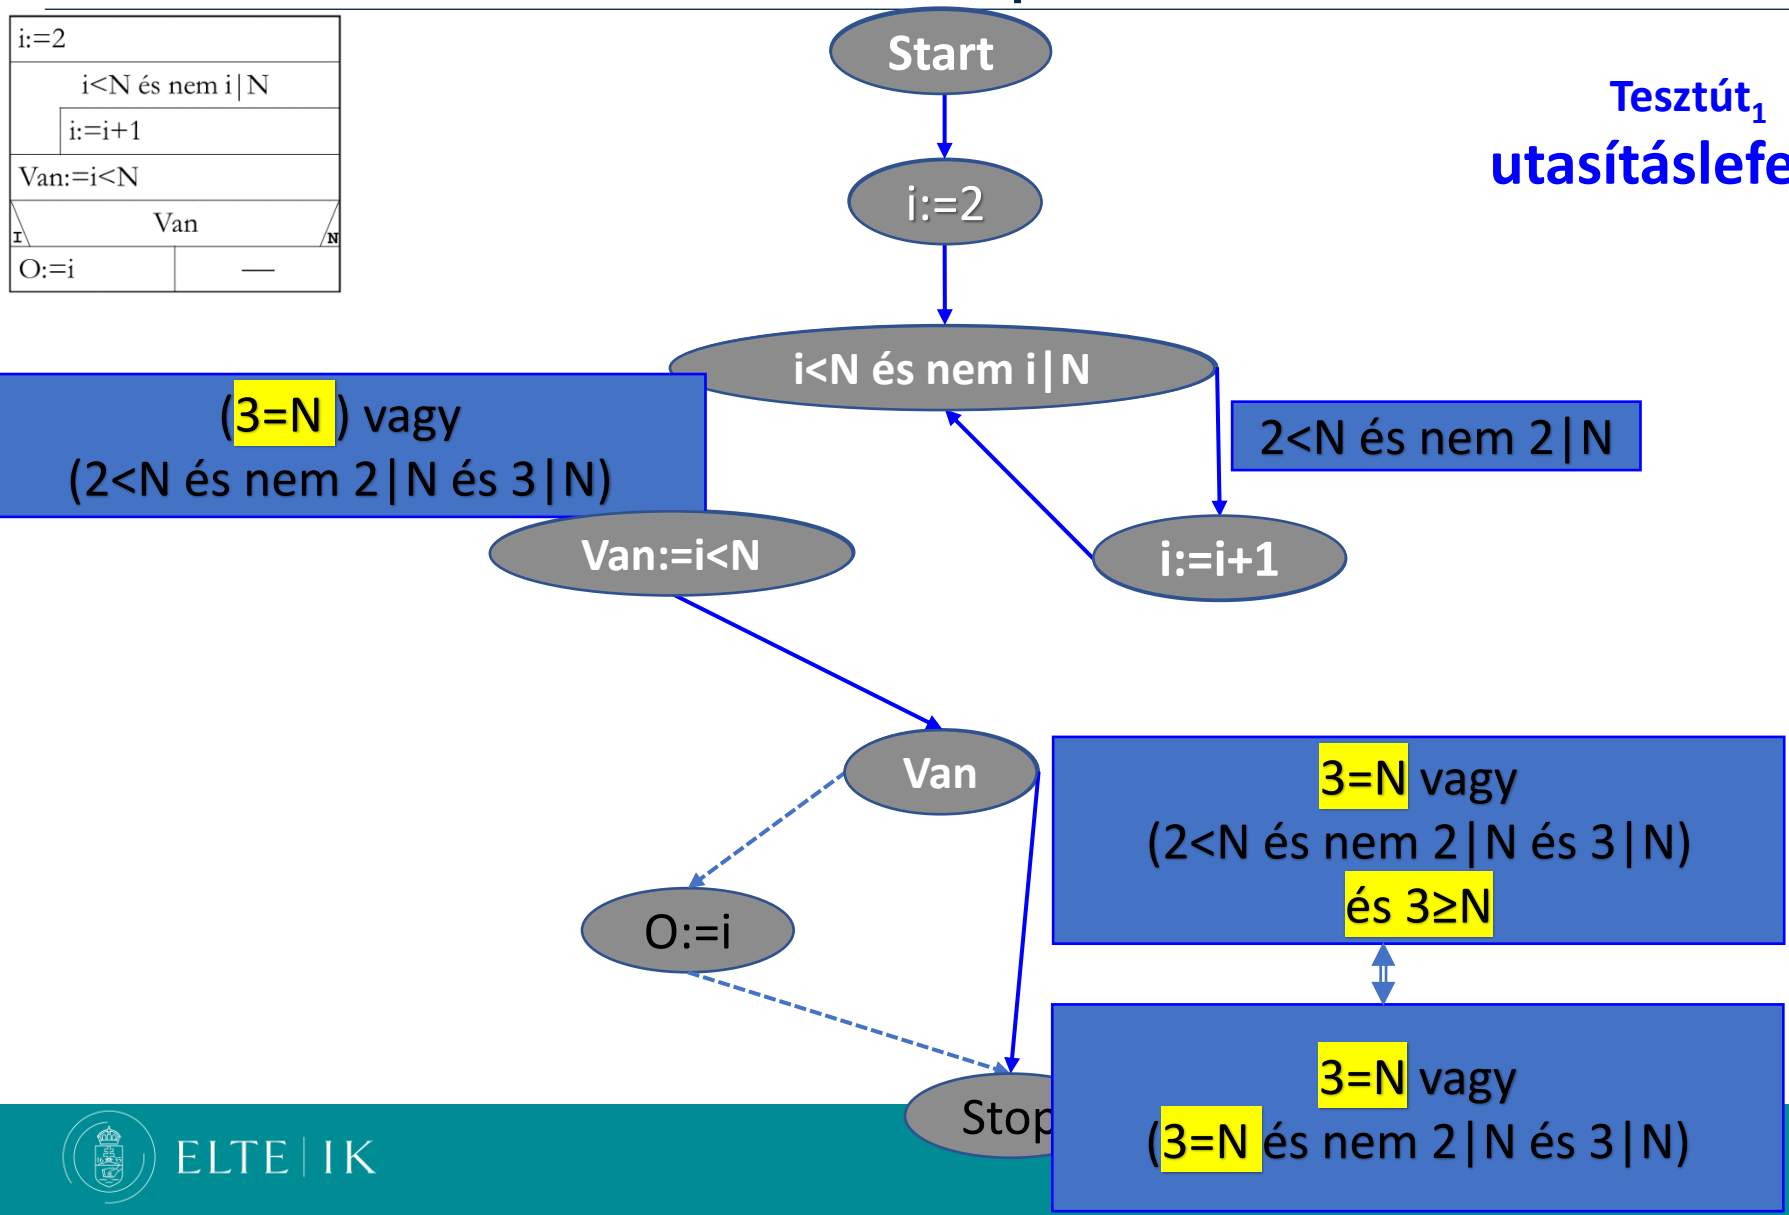 i:=2
i<N és nem i|N
i:=i+1
Van:=i<N
Van
I
N
O:=i
—
Start
Tesztút₁
i:=2
i<N és nem i|N
(3=N ) vagy
(2<N és nem 2|N és 3|N)
2<N és nem 2|N
Van:=i<N
i:=i+1
Van
3=N vagy
(2<N és nem 2|N és 3|N)
és 3≥N
O:=i
Stop
3=N vagy
(3=N és nem 2|N és 3|N)
ELTE | IK